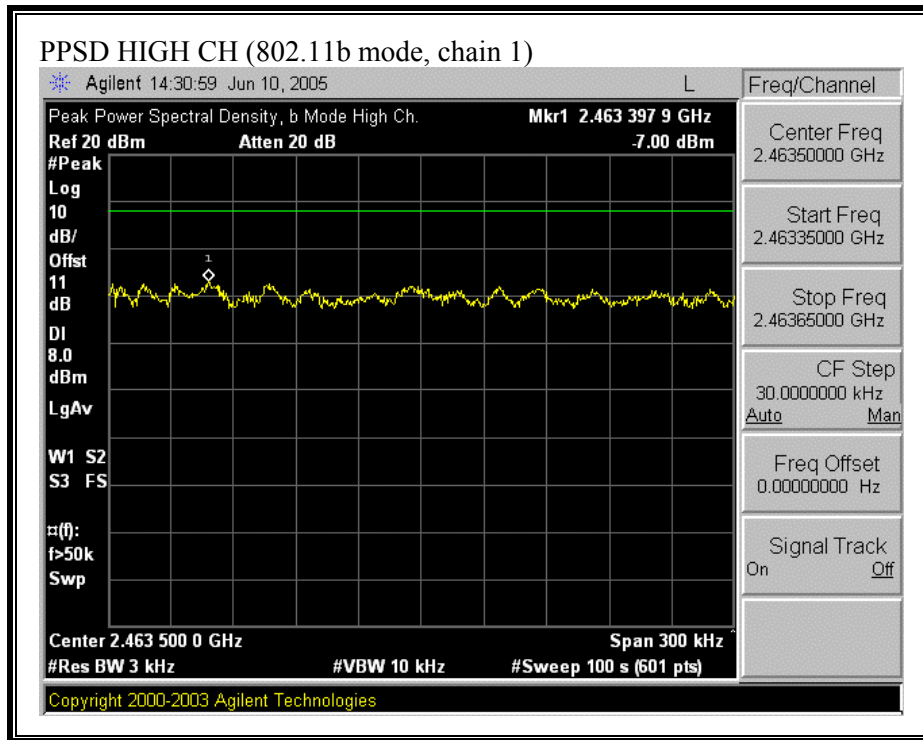 PPSD HIGH CH (802.11b mode, chain 1)
Agilent 14:30:59 Jun 10, 2005 L
Freq/Channel
Peak Power Spectral Density, b Mode High Ch. Mkr1 2.463 397 9 GHz
Ref 20 dBm Atten 20 dB -7.00 dBm
#Peak
Log
10
dB/
Offst
11
dB
DI
8.0
dBm
LgAv
W1 S2
S3 FS
¤(f):
f>50k
Swp
1
Center 2.463 500 0 GHz Span 300 kHz ^
#Res BW 3 kHz #VBW 10 kHz #Sweep 100 s (601 pts)
Center Freq
2.46350000 GHz
Start Freq
2.46335000 GHz
Stop Freq
2.46365000 GHz
CF Step
30.0000000 kHz
Auto Man
Freq Offset
0.00000000 Hz
Signal Track
On Off
Copyright 2000-2003 Agilent Technologies